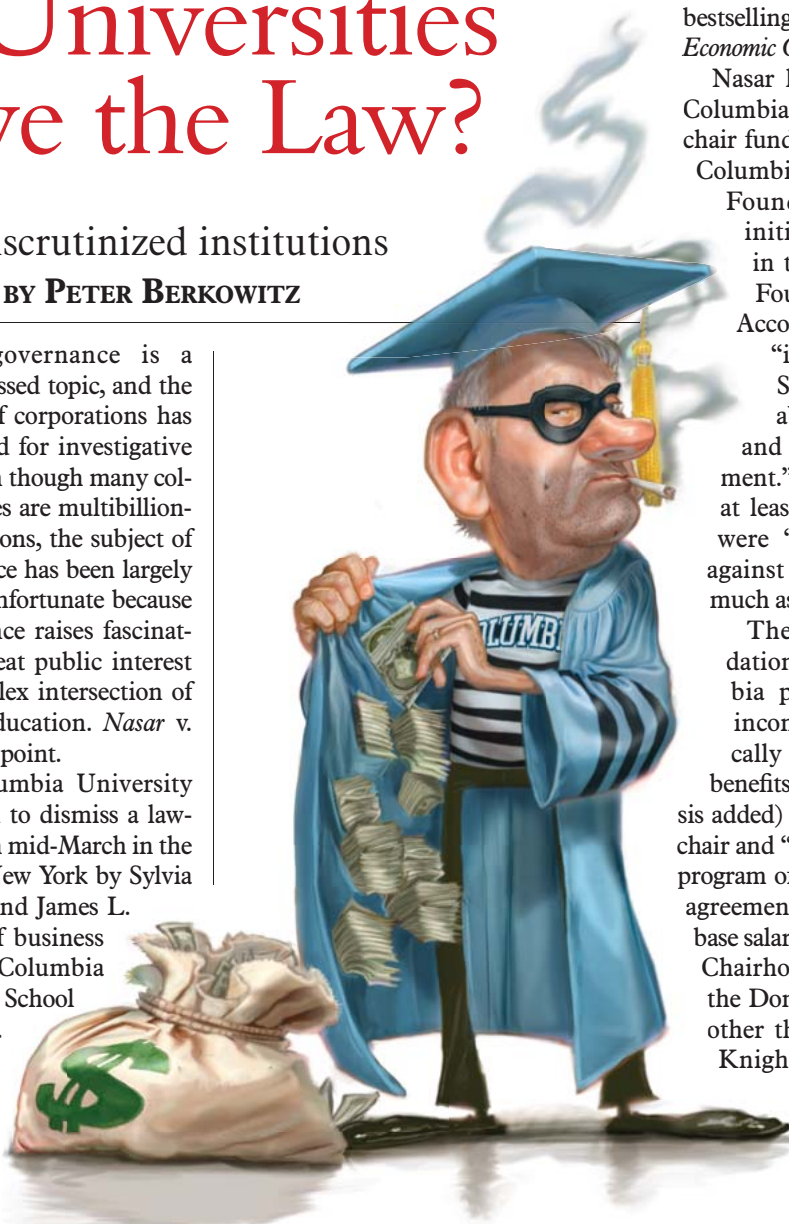 Universities
ve the Law?
scrutinized institutions
BY PETER BERKOWITZ
governance is a
ssed topic, and the
f corporations has
d for investigative
n though many col-
es are multibillion-
ons, the subject of
ce has been largely
nfortunate because
nce raises fascinat-
eat public interest
lex intersection of
ducation. Nasar v.
point.
umbia University
to dismiss a law-
n mid-March in the
New York by Sylvia
nd James L.
f business
Columbia
School
.
LUMBI
$
bestselling
Economic
Nasar
Columbia
chair fund
Columbi
Found
initi
in t
Fou
Acco
“i
S
a
and
ment.”
at leas
were “
against
much as
The
dation
bia p
incon
cally
benefits
sis added)
chair and “
program o
agreemen
base salar
Chairho
the Don
other th
Knigh